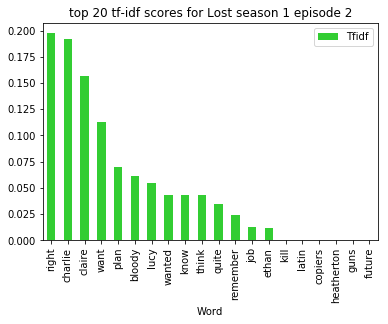 top 20 tf-idf scores for Lost season 1 episode 2
Tfidf
0.200
0.175
0.150
0.125
0.100
0.075
0.050
0.025
0.000
right
charlie
claire
want
plan
bloody
lucy
wanted
know
think
quite
remember
job
ethan
kill
latin
copiers
heatherton
guns
future
Word